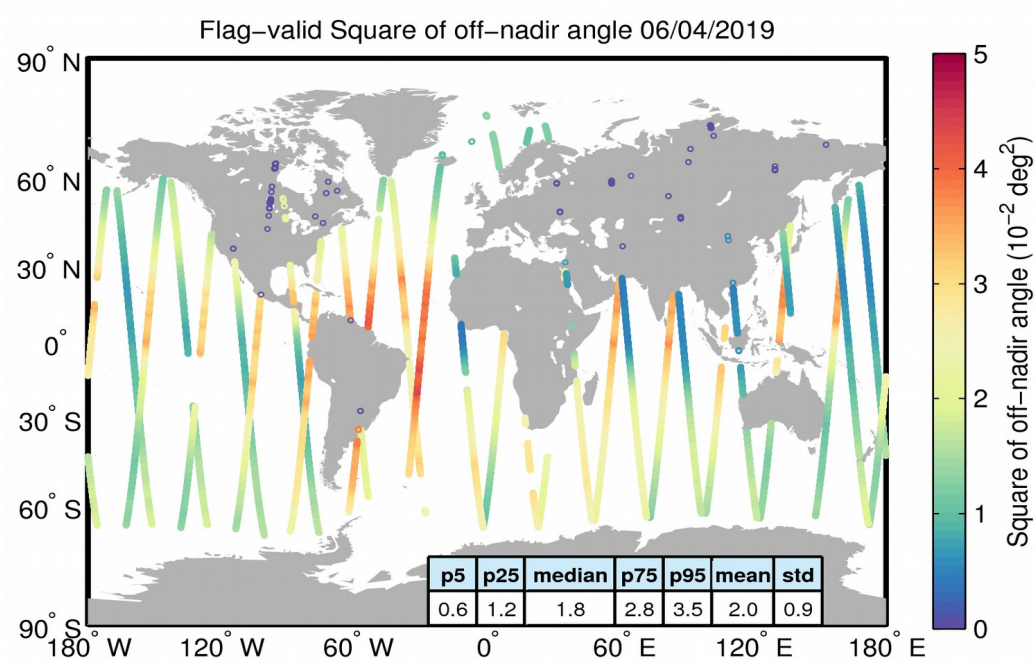 Flag-valid Square of off-nadir angle 06/04/2019
90° N
60° N
30° N
0°
30° S
60° S
90° S
180° W
120° W
60° W
0°
60° E
120° E
180° E
p5 p25 median p75 p95 mean std
0.6 1.2 1.8 2.8 3.5 2.0 0.9
5
4
3
2
1
0
Square of off-nadir angle (10⁻² deg²)